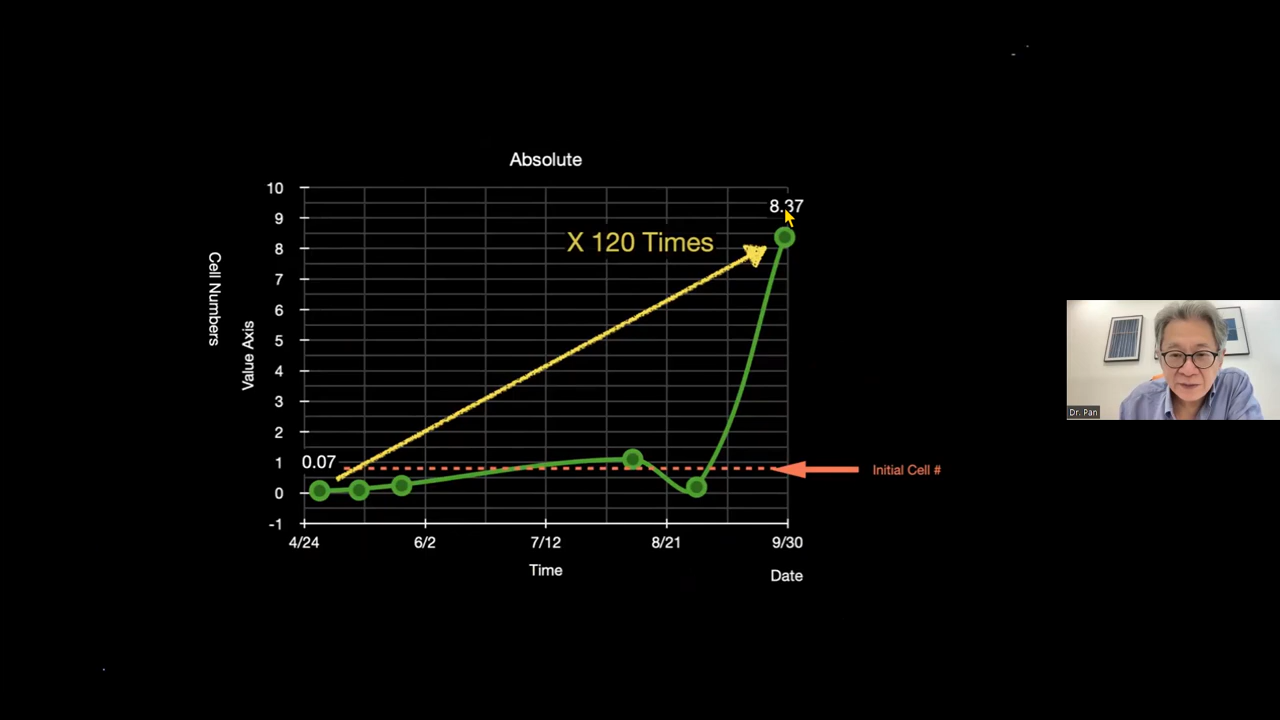 Absolute
10
9
8
7
6
5
4
3
2
1
0
-1
Cell Numbers
Value Axis
8.37
X 120 Times
0.07
Initial Cell #
4/24
6/2
7/12
8/21
9/30
Time
Date
Dr. Pan